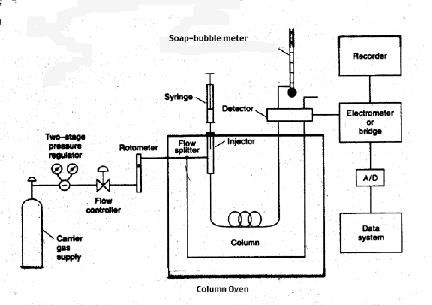 Soap-bubble meter
Recorder
Syringe
Detector
Electrometer
or
bridge
Two-stage
pressure
regulator
Rotometer
Flow
splitter
Injector
A/D
Flow
controller
Column
Data
system
Carrier
gas
supply
Column Oven